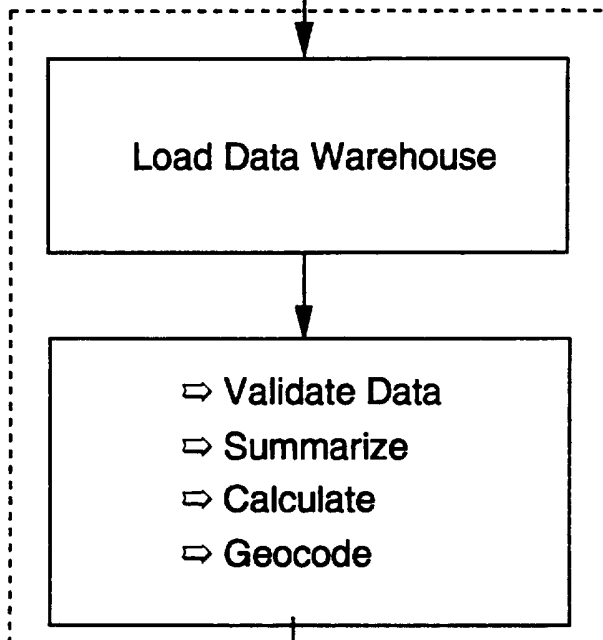 Load Data Warehouse
⇨ Validate Data
⇨ Summarize
⇨ Calculate
⇨ Geocode